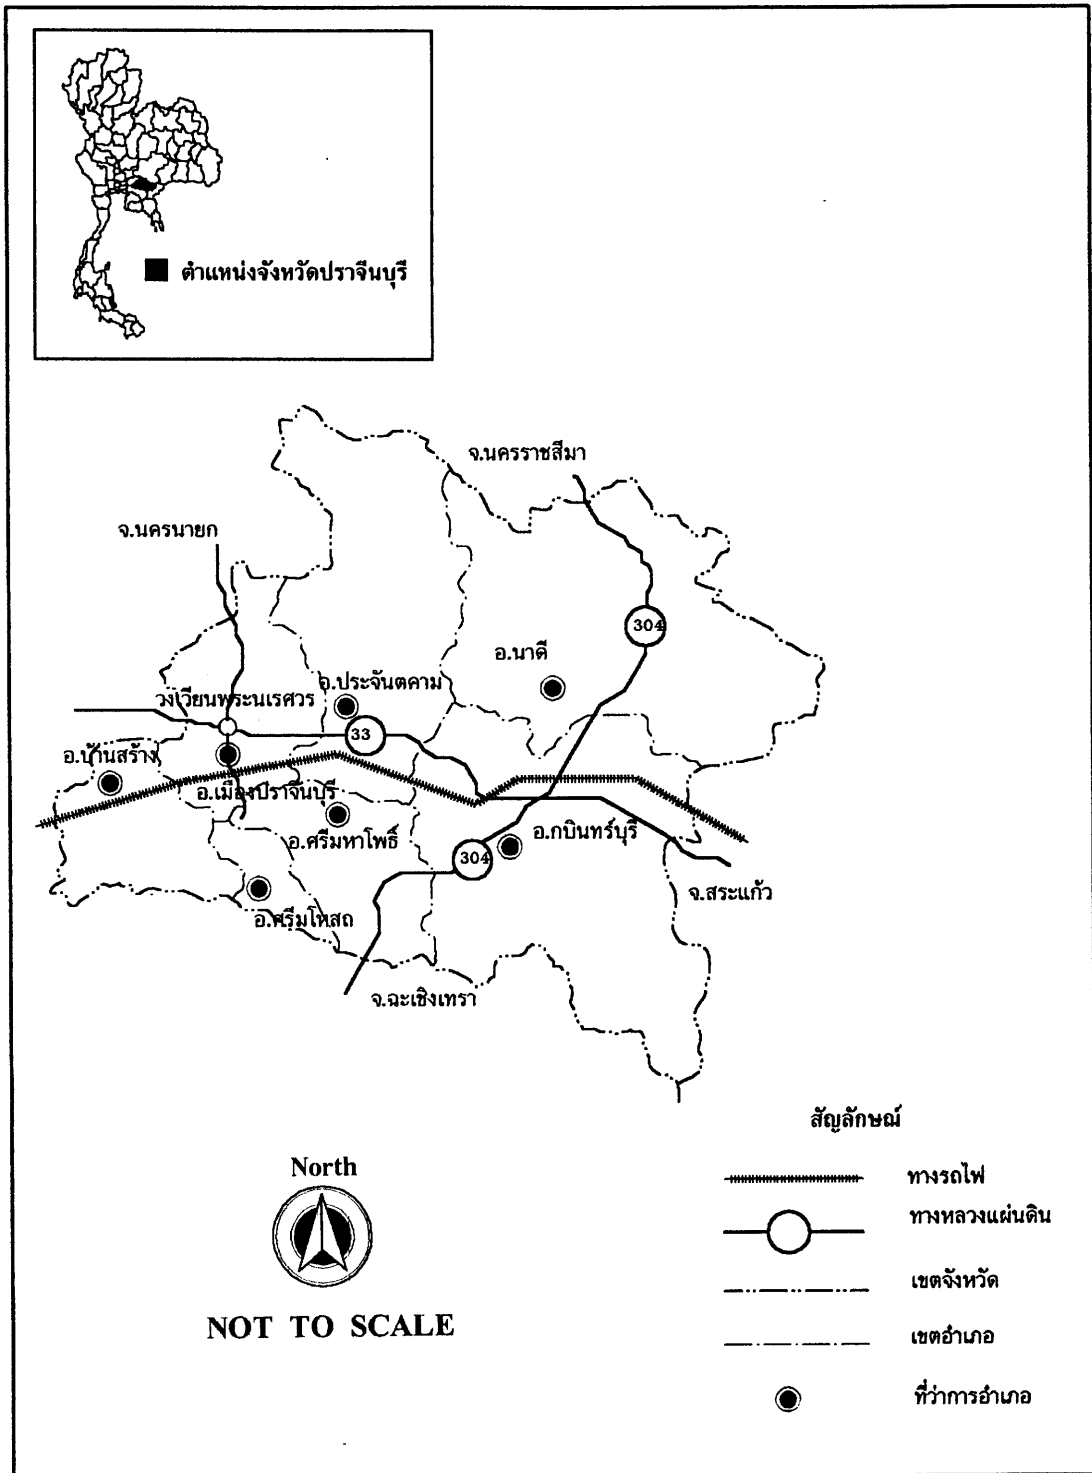 ตำแหน่งจังหวัดปราจีนบุรี
จ.นครราชสีมา
จ.นครนายก
304
อ.นาดี
อ.ประจันตคาม
วงเวียนพระนเรศวร
33
อ.บ้านสร้าง
อ.เมืองปราจีนบุรี
อ.ศรีมหาโพธิ์
อ.กบินทร์บุรี
304
จ.สระแก้ว
อ.ศรีมโหสถ
จ.ฉะเชิงเทรา
สัญลักษณ์
North
ทางรถไฟ
ทางหลวงแผ่นดิน
เขตจังหวัด
NOT TO SCALE
เขตอำเภอ
ที่ว่าการอำเภอ